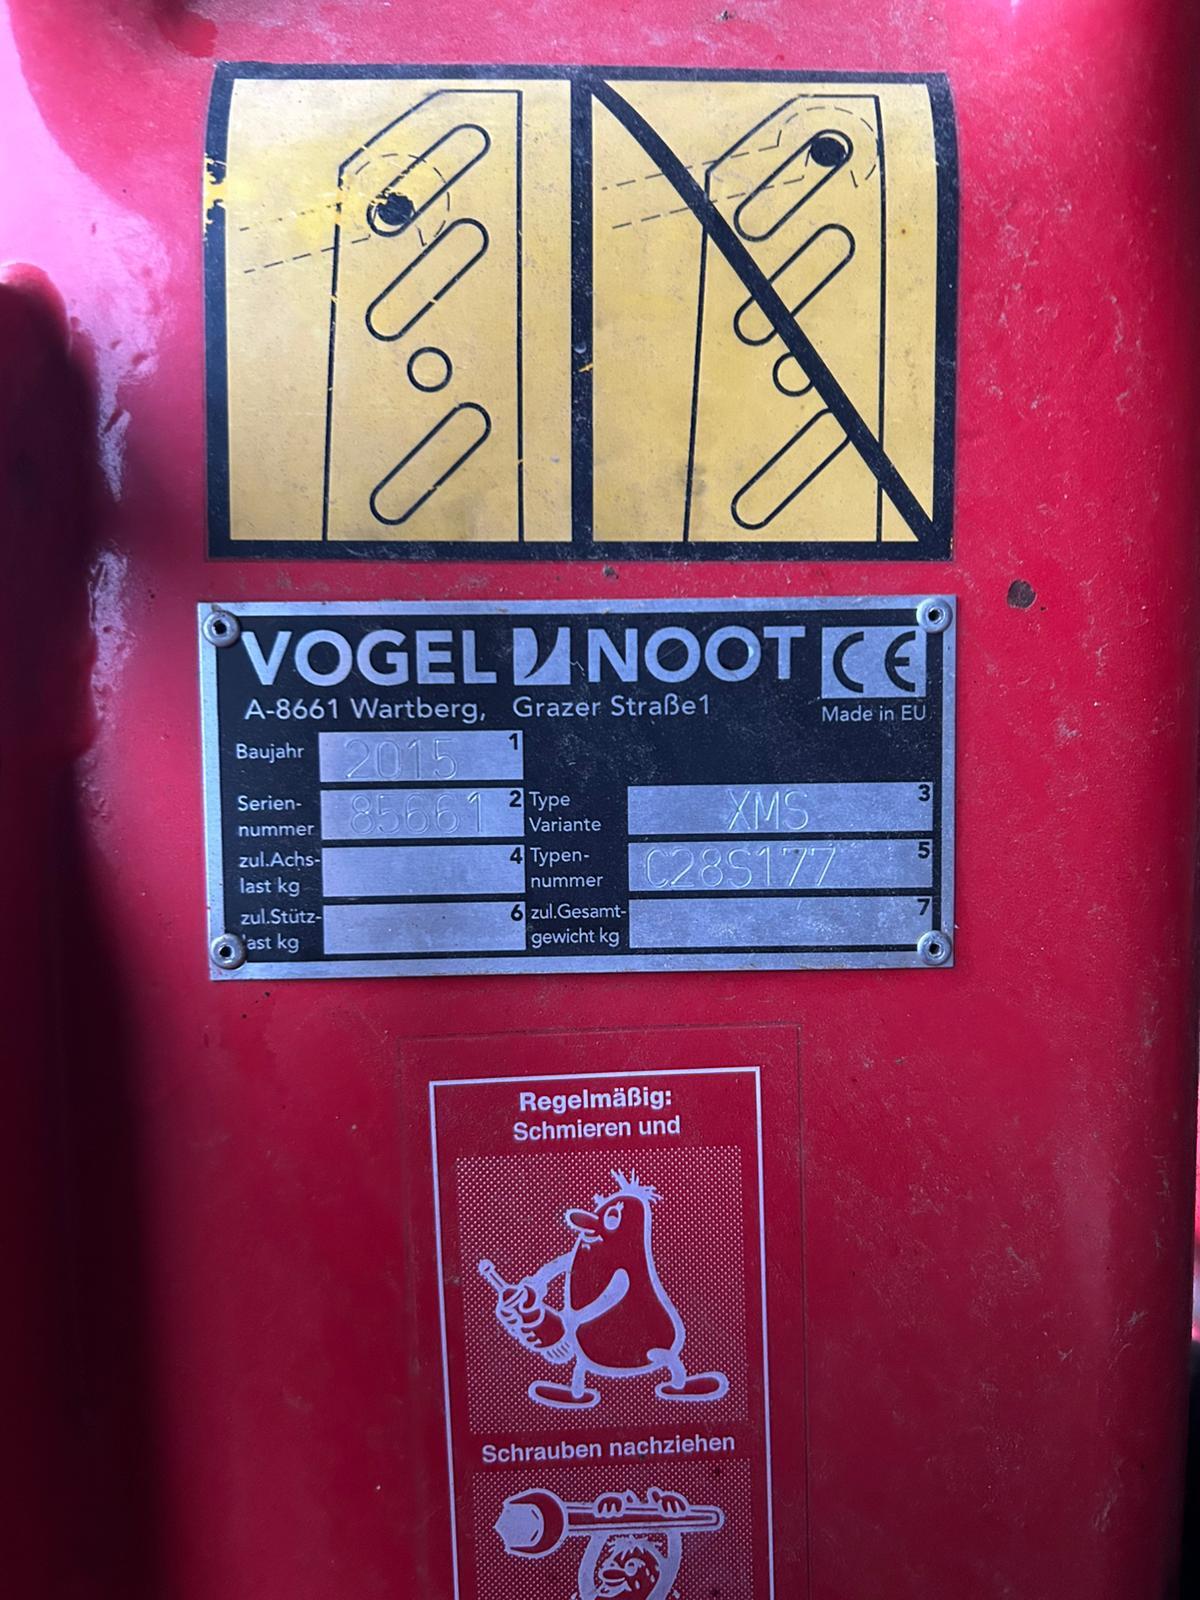 VOGEL NOOT CE
A-8661 Wartberg, Grazer Straße1 Made in EU
Baujahr 2015 1
Serien-
nummer 85661 2
Type
Variante XMS 3
zul.Achs-
last kg 4
Typen-
nummer C28S177 5
zul.Stütz-
last kg 6
zul.Gesamt-
gewicht kg 7
Regelmäßig:
Schmieren und
Schrauben nachziehen